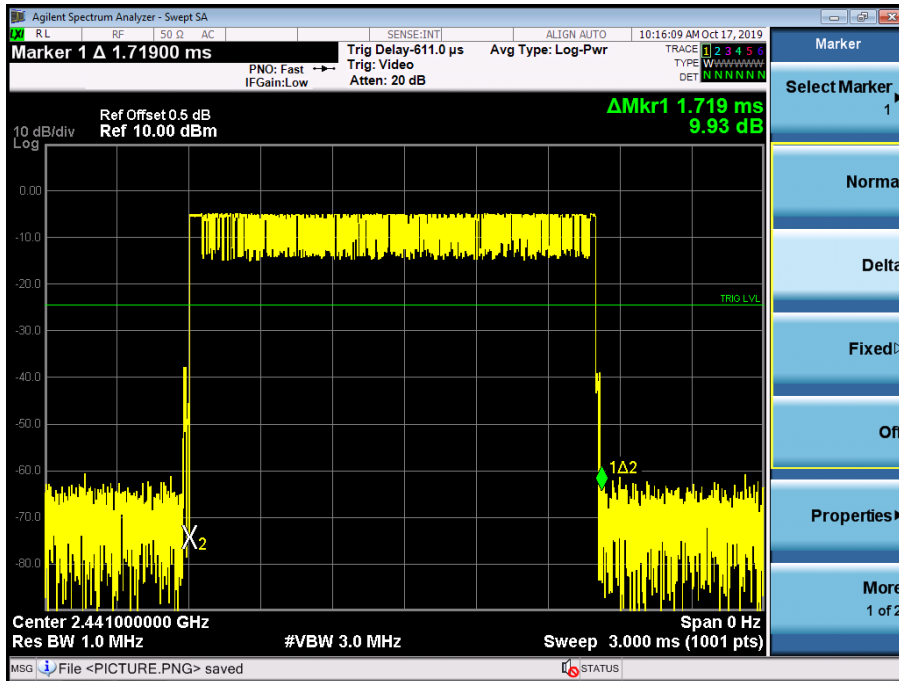 Agilent Spectrum Analyzer - Swept SA
LXI RL RF 50 Ω AC SENSE:INT ALIGN AUTO 10:16:09 AM Oct 17, 2019
Marker 1 Δ 1.71900 ms
PNO: Fast
IFGain:Low
Trig Delay-611.0 µs
Trig: Video
Atten: 20 dB
Avg Type: Log-Pwr
TRACE 1 2 3 4 5 6
TYPE WWWWWW
DET N N N N N N
Marker
Select Marker
1
Normal
Delta
Fixed
Off
Properties
More
1 of 2
ΔMkr1 1.719 ms
9.93 dB
Ref Offset 0.5 dB
10 dB/div Ref 10.00 dBm
Log
0.00
-10.0
-20.0
TRIG LVL
-30.0
-40.0
-50.0
-60.0
1Δ2
-70.0
X2
-80.0
Center 2.441000000 GHz Span 0 Hz
Res BW 1.0 MHz #VBW 3.0 MHz Sweep 3.000 ms (1001 pts)
MSG File <PICTURE.PNG> saved STATUS